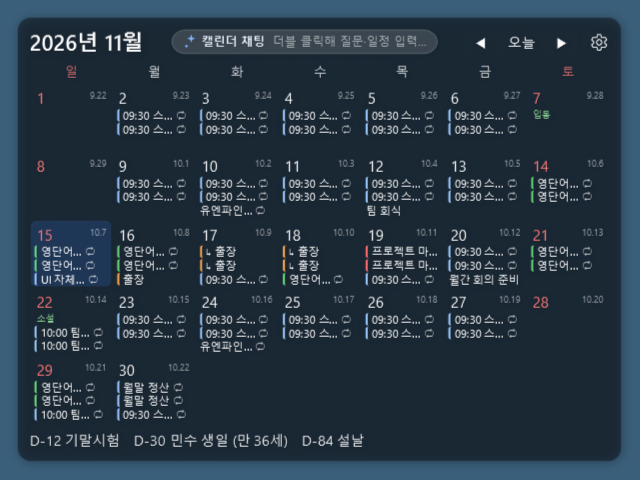 2026년 11월
캘린더 채팅 더블 클릭해 질문·일정 입력...
◀ 오늘 ▶
일 월 화 수 목 금 토
1 9.22 2 9.23 3 9.24 4 9.25 5 9.26 6 9.27 7 9.28
09:30 스... 09:30 스... 09:30 스... 09:30 스... 09:30 스... 입동
09:30 스... 09:30 스... 09:30 스... 09:30 스... 09:30 스...
8 9.29 9 10.1 10 10.2 11 10.3 12 10.4 13 10.5 14 10.6
09:30 스... 09:30 스... 09:30 스... 09:30 스... 09:30 스... 영단어...
09:30 스... 09:30 스... 09:30 스... 09:30 스... 09:30 스... 영단어...
유엔파인... 팀 회식
15 10.7 16 10.8 17 10.9 18 10.10 19 10.11 20 10.12 21 10.13
영단어... 영단어... ↳ 출장 ↳ 출장 프로젝트 마... 09:30 스... 영단어...
영단어... 영단어... ↳ 출장 ↳ 출장 프로젝트 마... 09:30 스... 영단어...
UI 자체... 출장 09:30 스... 영단어... 09:30 스... 월간 회의 준비
22 10.14 23 10.15 24 10.16 25 10.17 26 10.18 27 10.19 28 10.20
소설 09:30 스... 09:30 스... 09:30 스... 09:30 스... 09:30 스...
10:00 팀... 09:30 스... 09:30 스... 09:30 스... 09:30 스... 09:30 스...
10:00 팀... 유엔파인...
29 10.21 30 10.22
영단어... 월말 정산
영단어... 월말 정산
10:00 팀... 09:30 스...
D-12 기말시험 D-30 민수 생일 (만 36세) D-84 설날